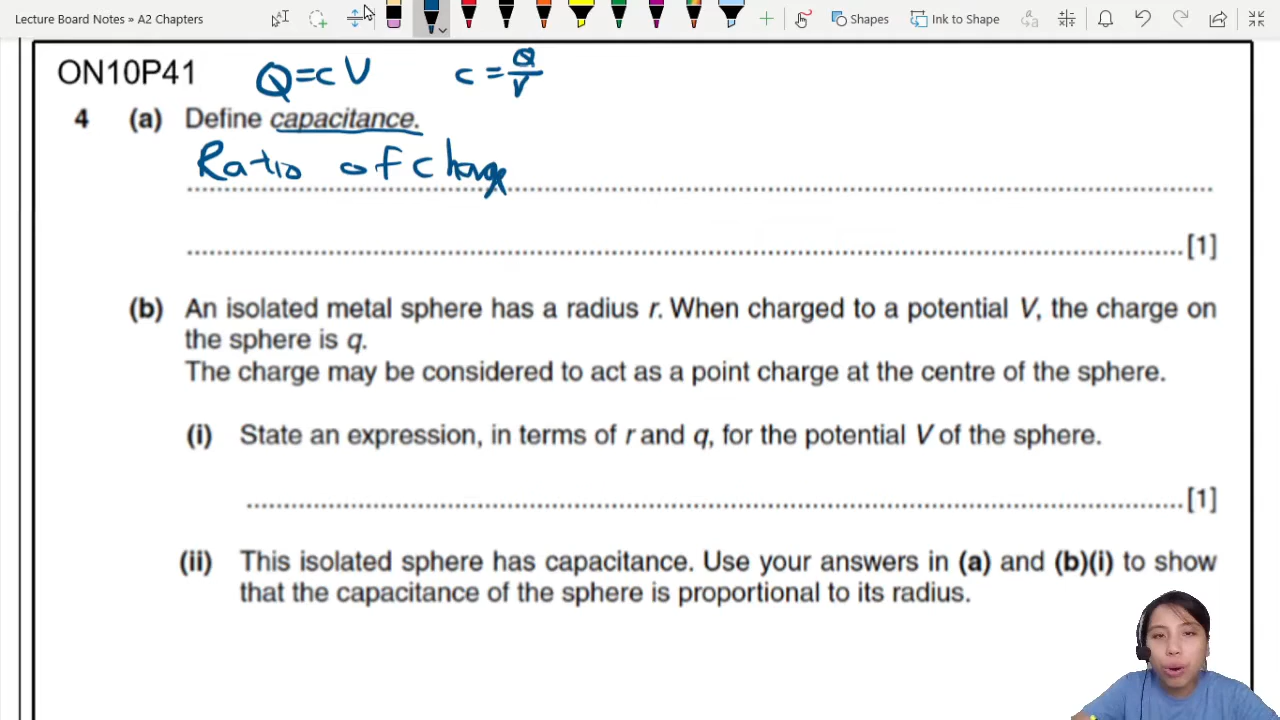 Lecture Board Notes » A2 Chapters
Shapes
Ink to Shape
ON10P41 Q=CV C=Q/V
4 (a) Define capacitance.
Ratio of charge
[1]
(b) An isolated metal sphere has a radius r. When charged to a potential V, the charge on
the sphere is q.
The charge may be considered to act as a point charge at the centre of the sphere.
(i) State an expression, in terms of r and q, for the potential V of the sphere.
[1]
(ii) This isolated sphere has capacitance. Use your answers in (a) and (b)(i) to show
that the capacitance of the sphere is proportional to its radius.